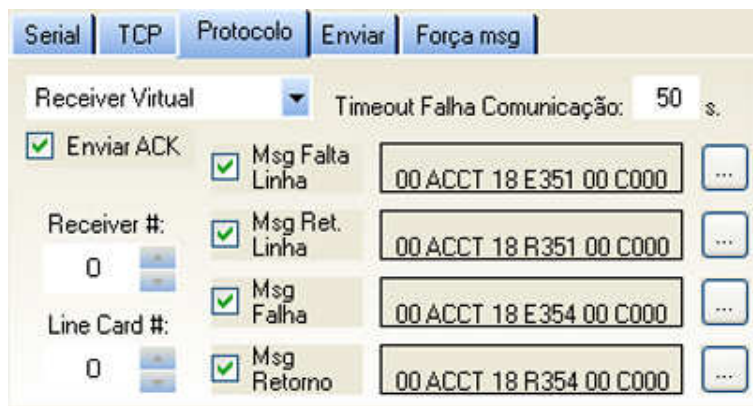 Serial TCP Protocolo Enviar Força msg
Receiver Virtual Timeout Falha Comunicação: 50 s.
Enviar ACK
Msg Falta
Linha
00 ACCT 18 E351 00 C000 ...
Receiver #:
0
Msg Ret.
Linha
00 ACCT 18 R351 00 C000 ...
Msg
Falha
00 ACCT 18 E354 00 C000 ...
Line Card #:
0
Msg
Retorno
00 ACCT 18 R354 00 C000 ...